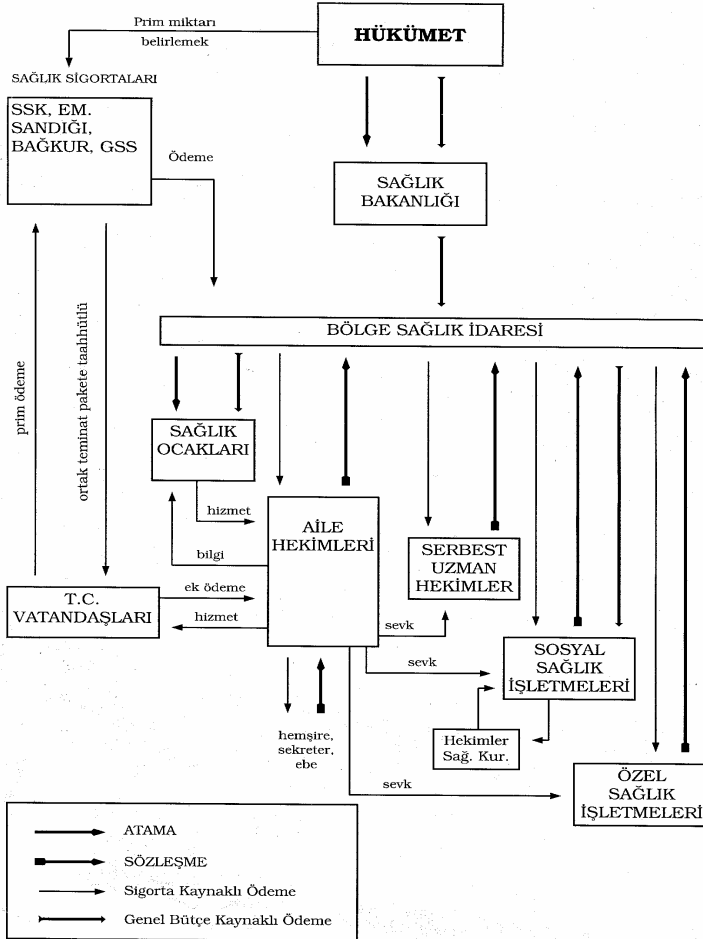 Prim miktarı
belirlemek
HÜKÜMET
SAĞLIK SİGORTALARI
SSK, EM.
SANDIĞI,
BAĞKUR, GSS
Ödeme
SAĞLIK
BAKANLIĞI
BÖLGE SAĞLIK İDARESİ
prim ödeme
ortak teminat pakete taahhütlü
SAĞLIK
OCAKLARI
hizmet
bilgi
AİLE
HEKİMLERİ
SERBEST
UZMAN
HEKİMLER
T.C.
VATANDAŞLARI
ek ödeme
hizmet
sevk
sevk
SOSYAL
SAĞLIK
İŞLETMELERİ
hemşire,
sekreter,
ebe
Hekimler
Sağ. Kur.
sevk
ÖZEL
SAĞLIK
İŞLETMELERİ
ATAMA
SÖZLEŞME
Sigorta Kaynaklı Ödeme
Genel Bütçe Kaynaklı Ödeme